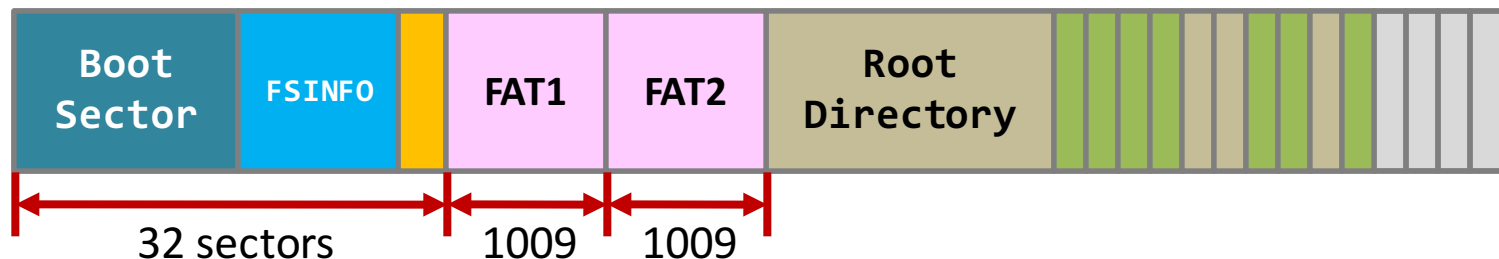 Boot
Sector
FSINFO
FAT1
FAT2
Root
Directory
32 sectors
1009
1009